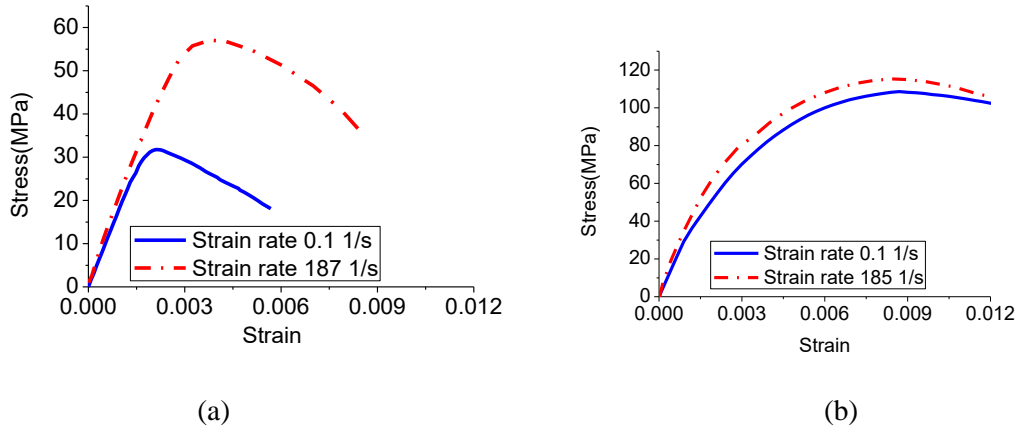 60
50
40
30
20
10
0
Stress(MPa)
Strain rate 0.1 1/s
Strain rate 187 1/s
0.000 0.003 0.006 0.009 0.012
Strain
(a)
120
100
80
60
40
20
0
Stress(MPa)
Strain rate 0.1 1/s
Strain rate 185 1/s
0.000 0.003 0.006 0.009 0.012
Strain
(b)